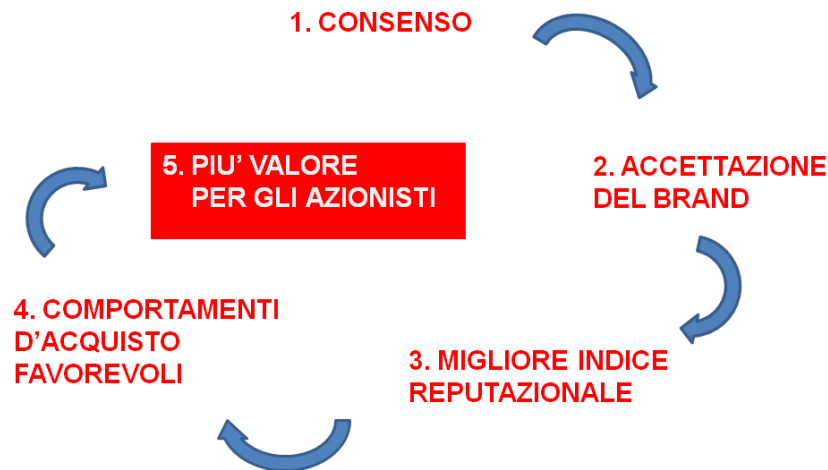 1. CONSENSO
2. ACCETTAZIONE
DEL BRAND
3. MIGLIORE INDICE
REPUTAZIONALE
4. COMPORTAMENTI
D’ACQUISTO
FAVOREVOLI
5. PIU’ VALORE
PER GLI AZIONISTI